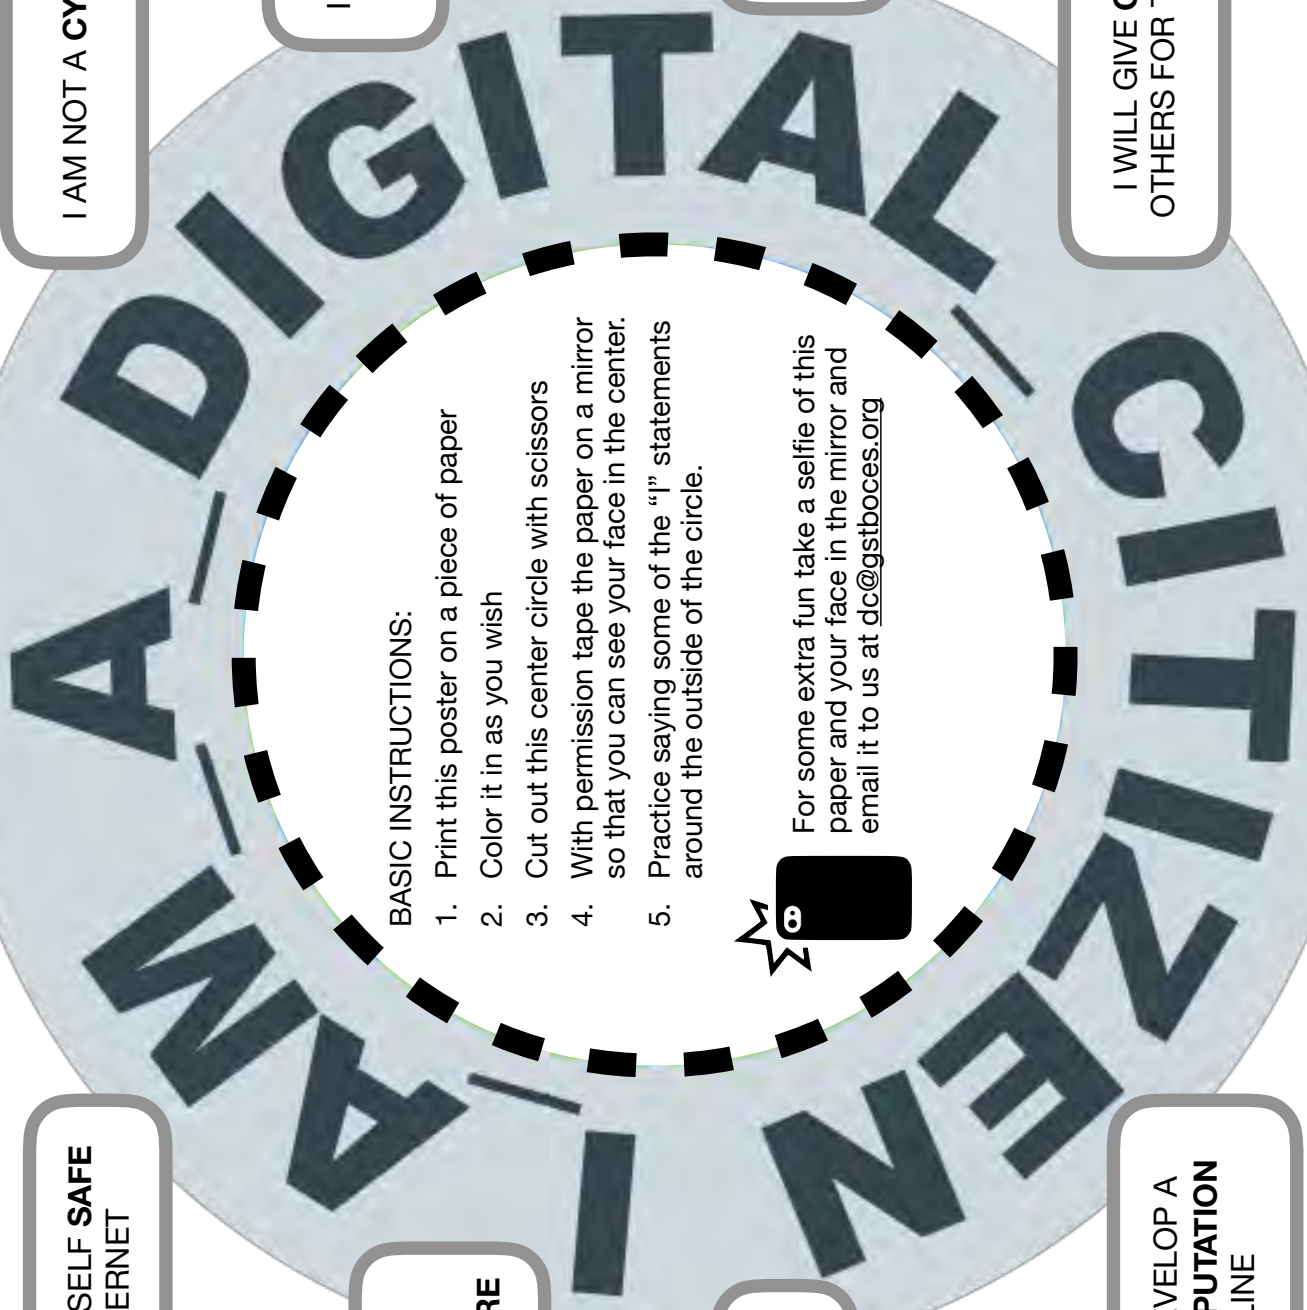 I_AM_A_DIGITAL_CITIZEN
BASIC INSTRUCTIONS:
1. Print this poster on a piece of paper
2. Color it in as you wish
3. Cut out this center circle with scissors
4. With permission tape the paper on a mirror
so that you can see your face in the center.
5. Practice saying some of the “I” statements
around the outside of the circle.
For some extra fun take a selfie of this
paper and your face in the mirror and
email it to us at dc@gstboces.org
I AM NOT A CY
I
I WILL GIVE C
OTHERS FOR
SELF SAFE
ERNET
RE
VELOP A
PUTATION
LINE